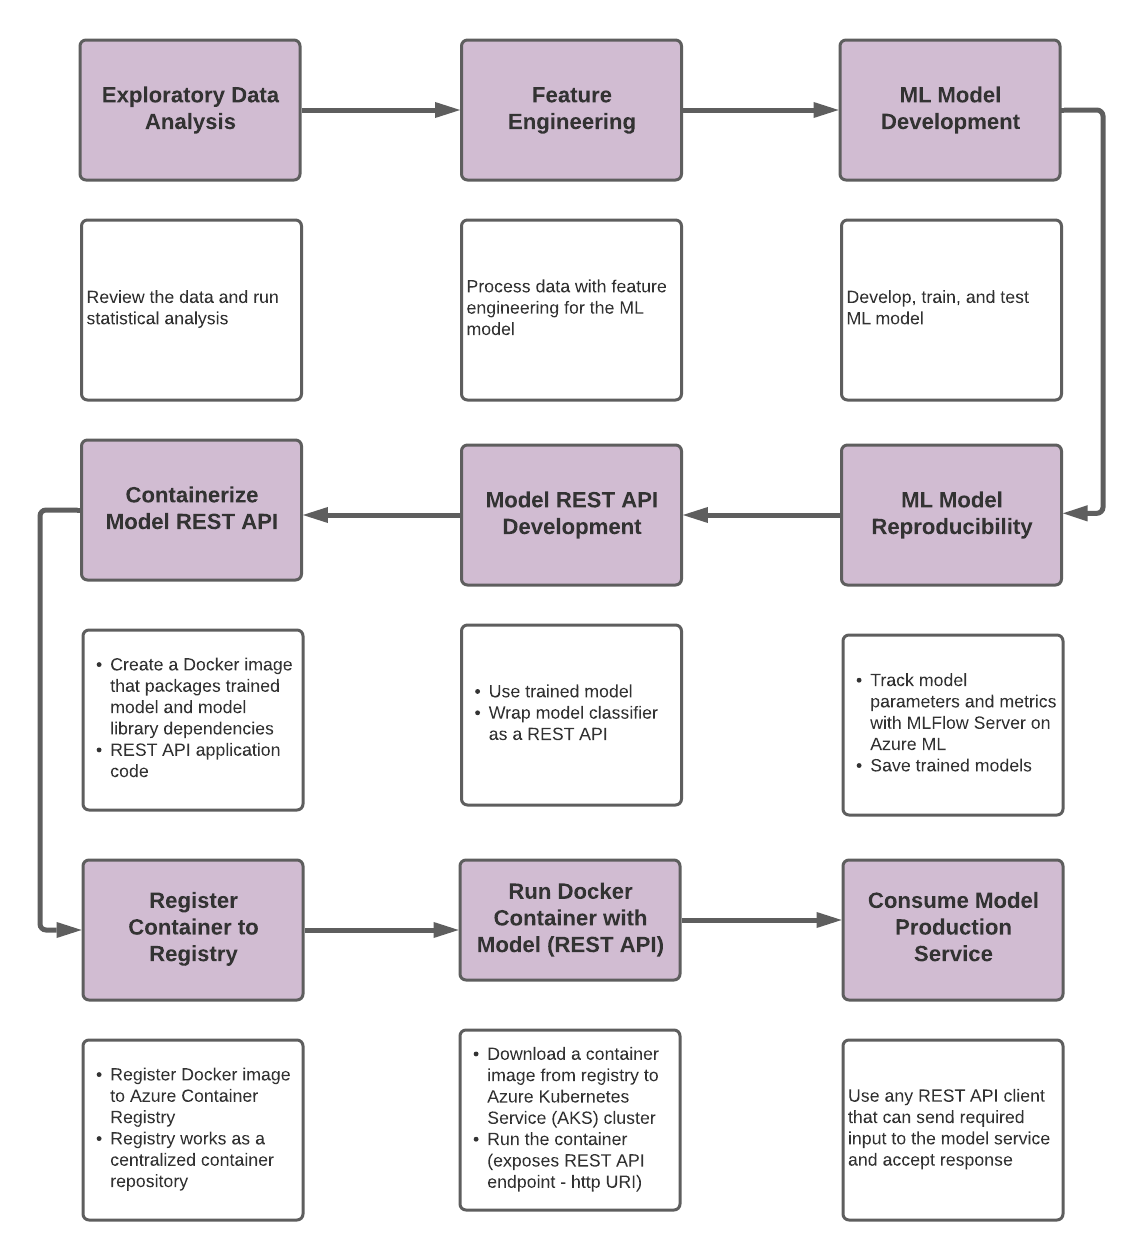 Exploratory Data
Analysis
Feature
Engineering
ML Model
Development
Review the data and run
statistical analysis
Process data with feature
engineering for the ML
model
Develop, train, and test
ML model
Containerize
Model REST API
Model REST API
Development
ML Model
Reproducibility
• Create a Docker image
that packages trained
model and model
library dependencies
• REST API application
code
• Use trained model
• Wrap model classifier
as a REST API
• Track model
parameters and metrics
with MLFlow Server on
Azure ML
• Save trained models
Register
Container to
Registry
Run Docker
Container with
Model (REST API)
Consume Model
Production
Service
• Register Docker image
to Azure Container
Registry
• Registry works as a
centralized container
repository
• Download a container
image from registry to
Azure Kubernetes
Service (AKS) cluster
• Run the container
(exposes REST API
endpoint - http URI)
Use any REST API client
that can send required
input to the model service
and accept response